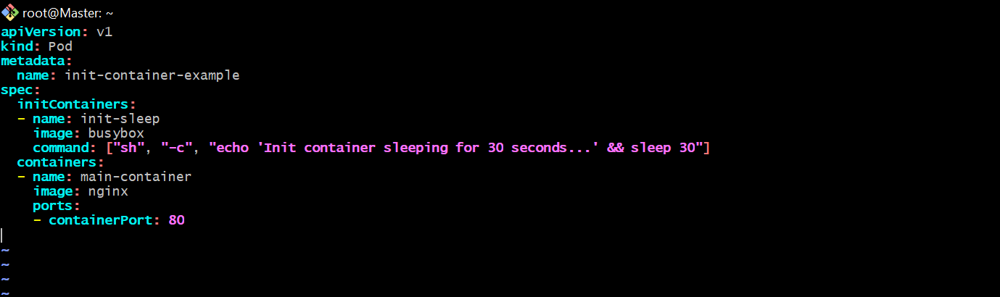 root@Master: ~
apiVersion: v1
kind: Pod
metadata:
  name: init-container-example
spec:
  initContainers:
  - name: init-sleep
    image: busybox
    command: ["sh", "-c", "echo 'Init container sleeping for 30 seconds...' && sleep 30"]
  containers:
  - name: main-container
    image: nginx
    ports:
    - containerPort: 80
~
~
~
~